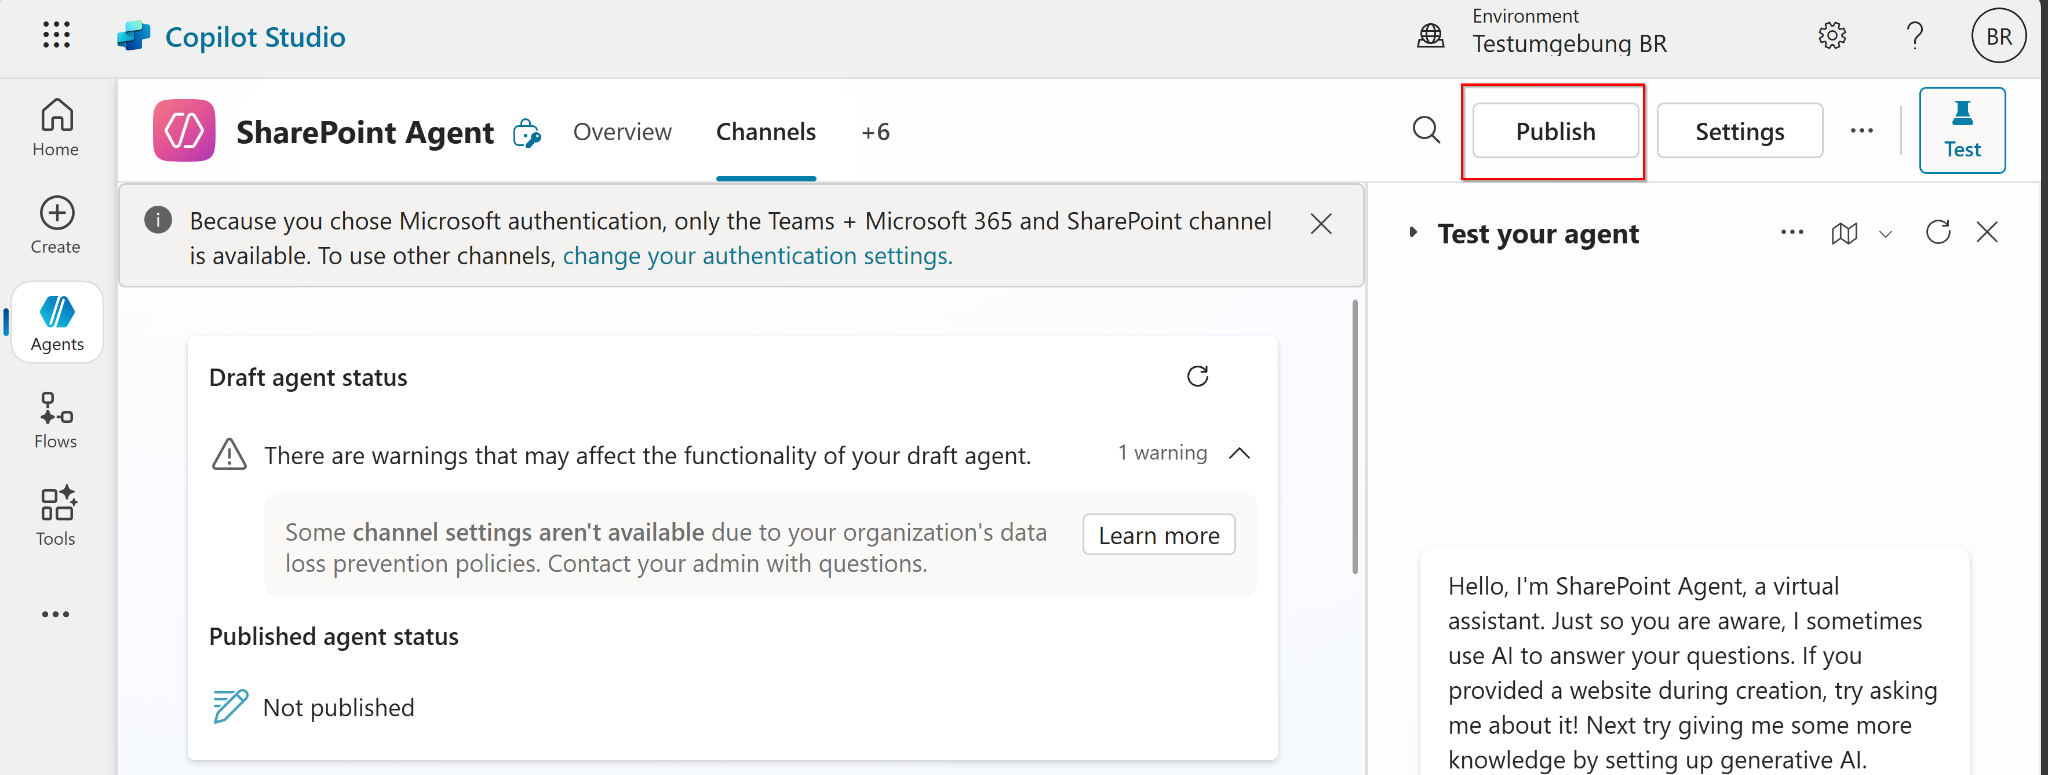 Copilot Studio
Environment
Testumgebung BR
?
BR
Home
Create
Agents
Flows
Tools
SharePoint Agent
Overview
Channels
+6
Publish
Settings
Test
Because you chose Microsoft authentication, only the Teams + Microsoft 365 and SharePoint channel
is available. To use other channels, change your authentication settings.
Draft agent status
There are warnings that may affect the functionality of your draft agent.
1 warning
Some channel settings aren't available due to your organization's data
loss prevention policies. Contact your admin with questions.
Learn more
Published agent status
Not published
Test your agent
Hello, I'm SharePoint Agent, a virtual
assistant. Just so you are aware, I sometimes
use AI to answer your questions. If you
provided a website during creation, try asking
me about it! Next try giving me some more
knowledge by setting up generative AI.